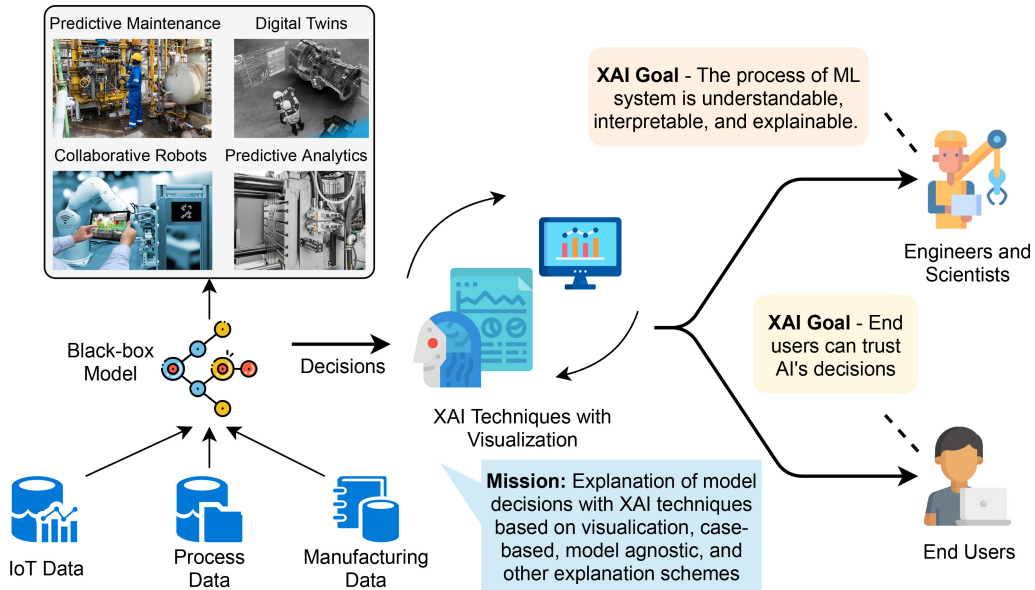 Predictive Maintenance
Digital Twins
Collaborative Robots
Predictive Analytics
XAI Goal - The process of ML
system is understandable,
interpretable, and explainable.
Engineers and
Scientists
Black-box
Model
Decisions
XAI Techniques with
Visualization
XAI Goal - End
users can trust
AI's decisions
Mission: Explanation of model
decisions with XAI techniques
based on visualication, case-
based, model agnostic, and
other explanation schemes
IoT Data
Process
Data
Manufacturing
Data
End Users